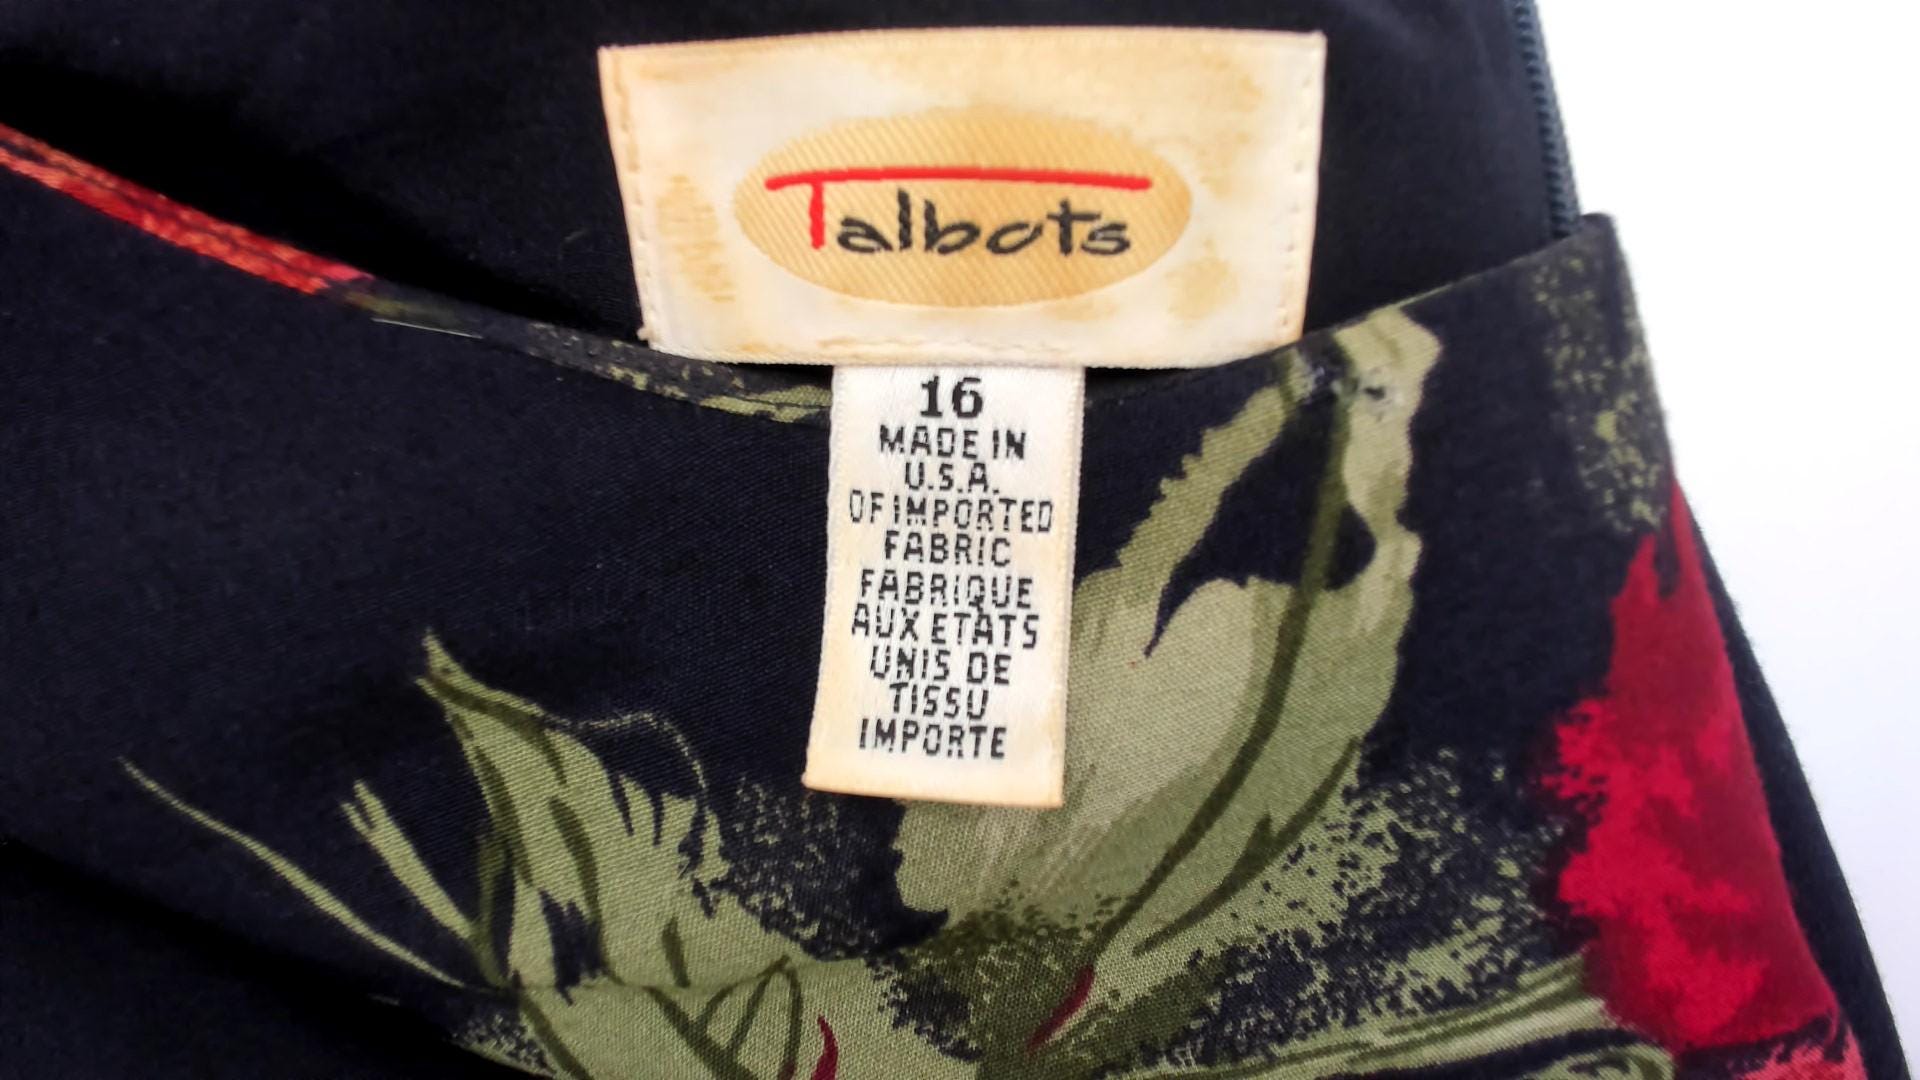 Talbots
16
MADE IN
U.S.A.
OF IMPORTED
FABRIC
FABRIQUE
AUX ETATS
UNIS DE
TISSU
IMPORTE